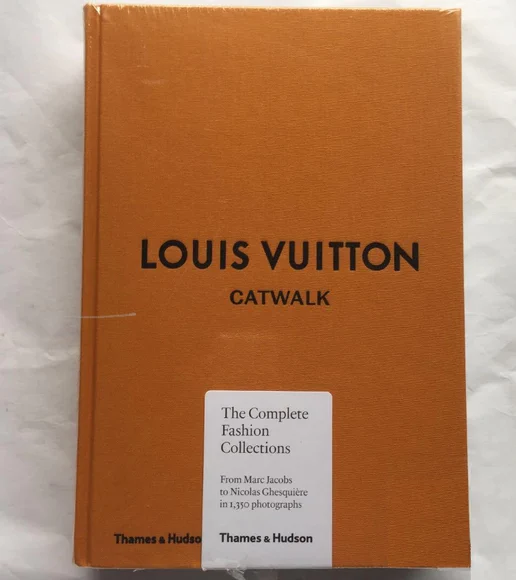 LOUIS VUITTON
CATWALK
The Complete
Fashion
Collections
From Marc Jacobs
to Nicolas Ghesquière
in 1,350 photographs
Thames & Hudso
Thames & Hudson